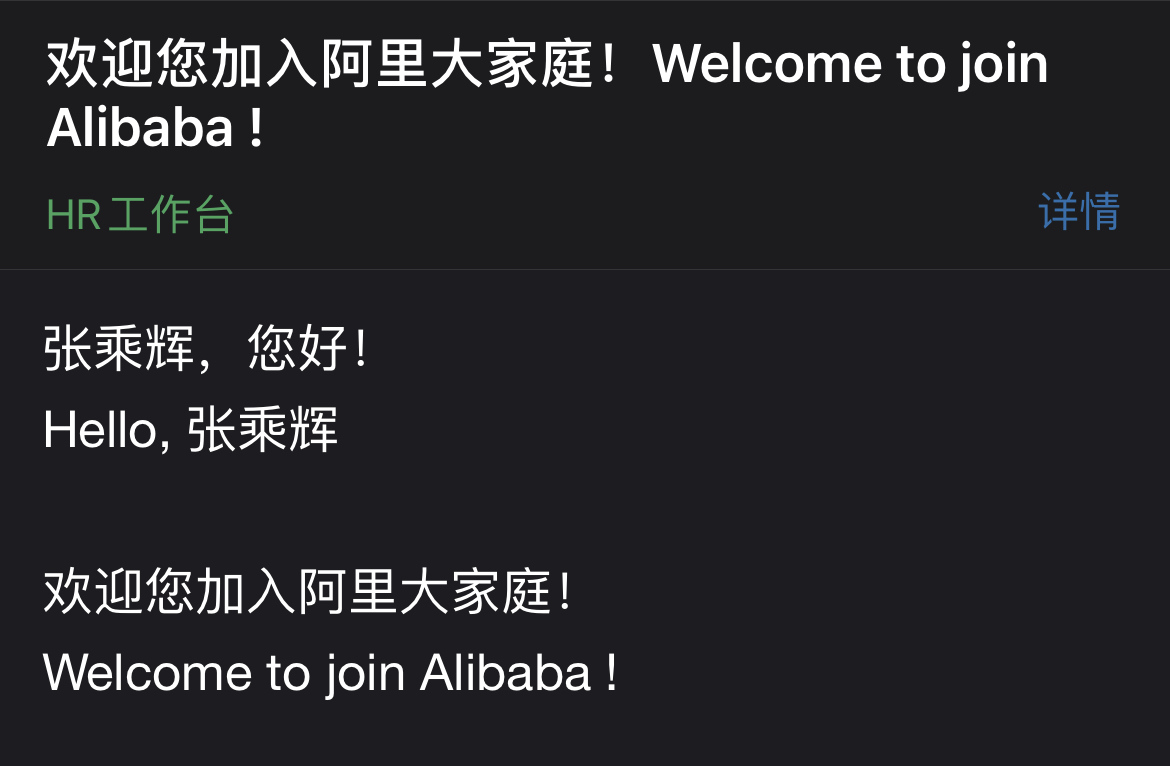 欢迎您加入阿里大家庭！Welcome to join
Alibaba！
HR工作台
详情
张乘辉，您好！
Hello, 张乘辉
欢迎您加入阿里大家庭！
Welcome to join Alibaba！